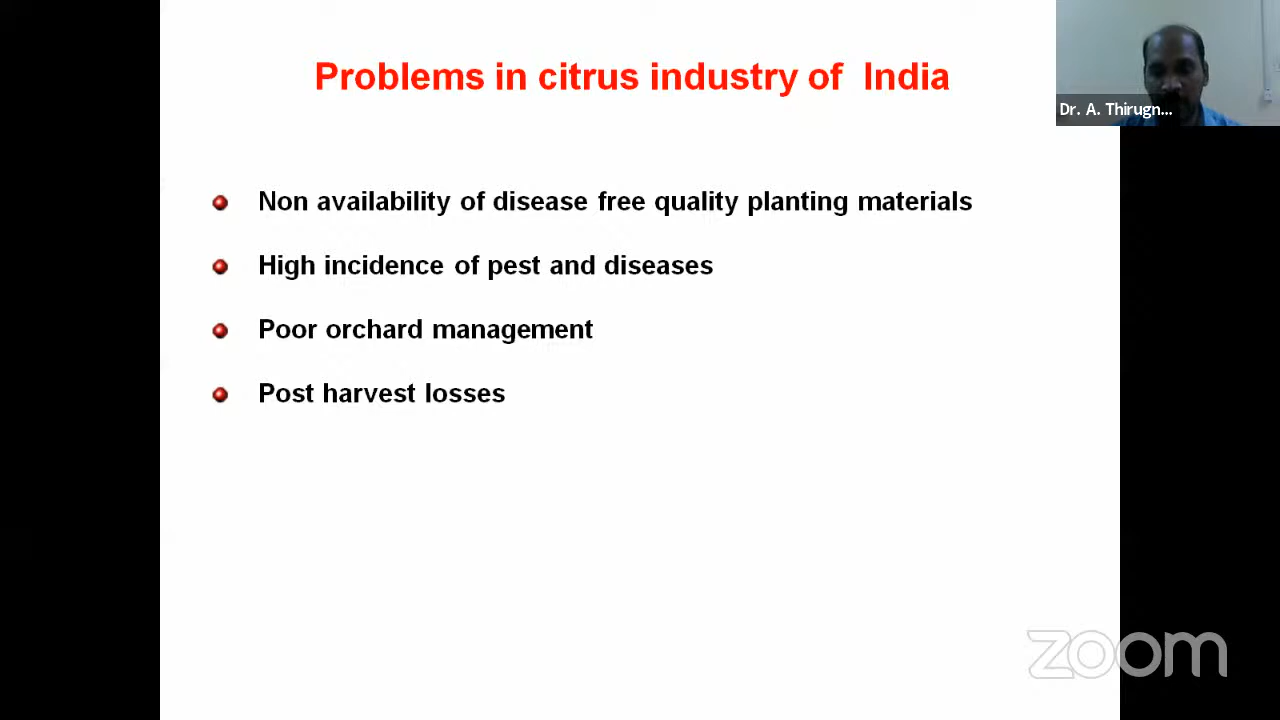 Problems in citrus industry of India
Dr. A. Thirugn...
Non availability of disease free quality planting materials
High incidence of pest and diseases
Poor orchard management
Post harvest losses
zoom